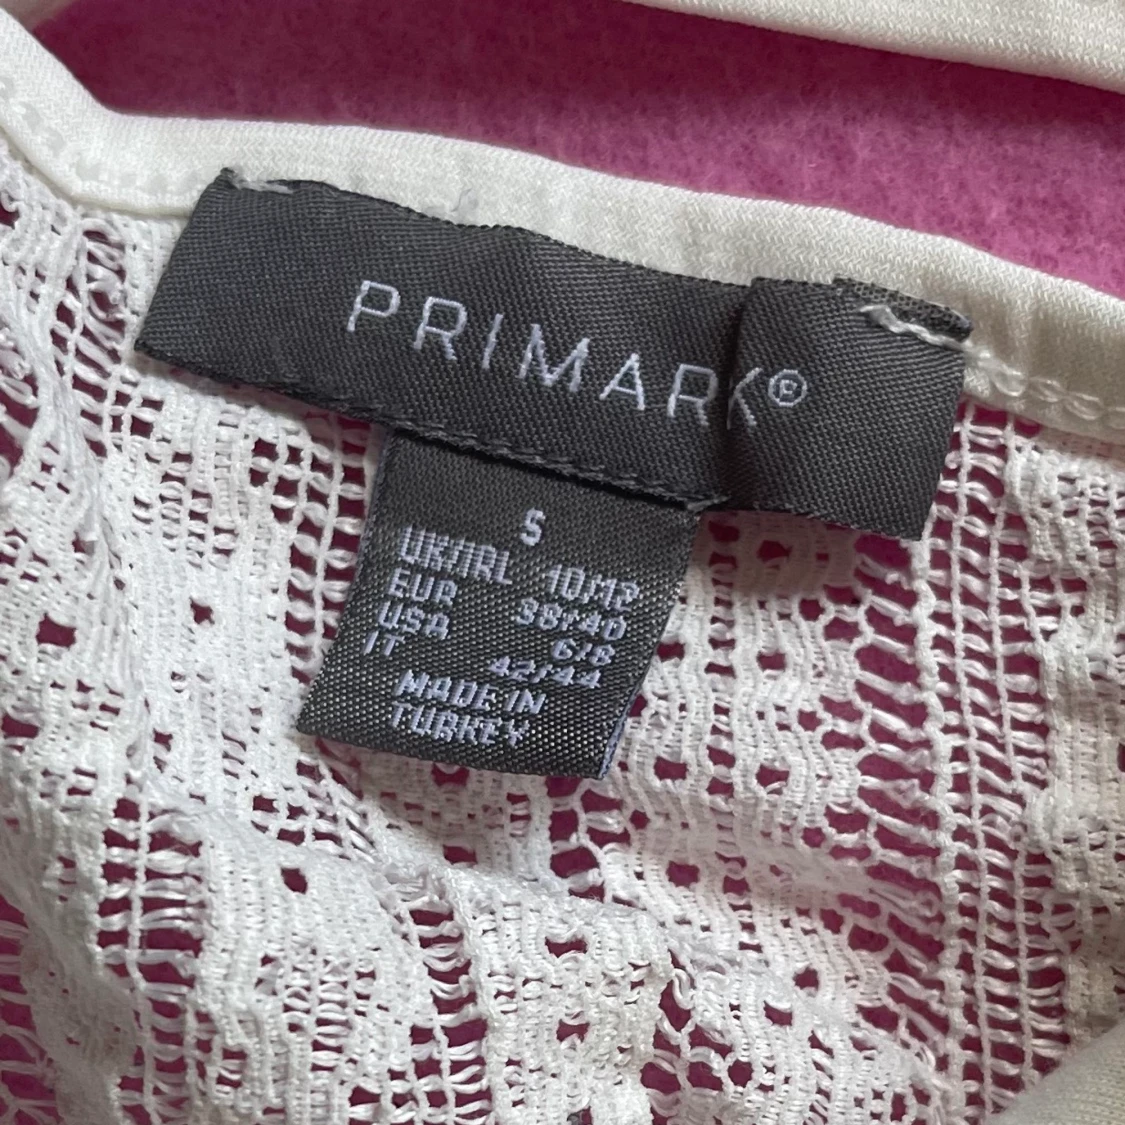 PRIMARK®
S
UK/IRL 10/12
EUR 38/40
USA 6/8
IT 42/44
MADE IN
TURKEY